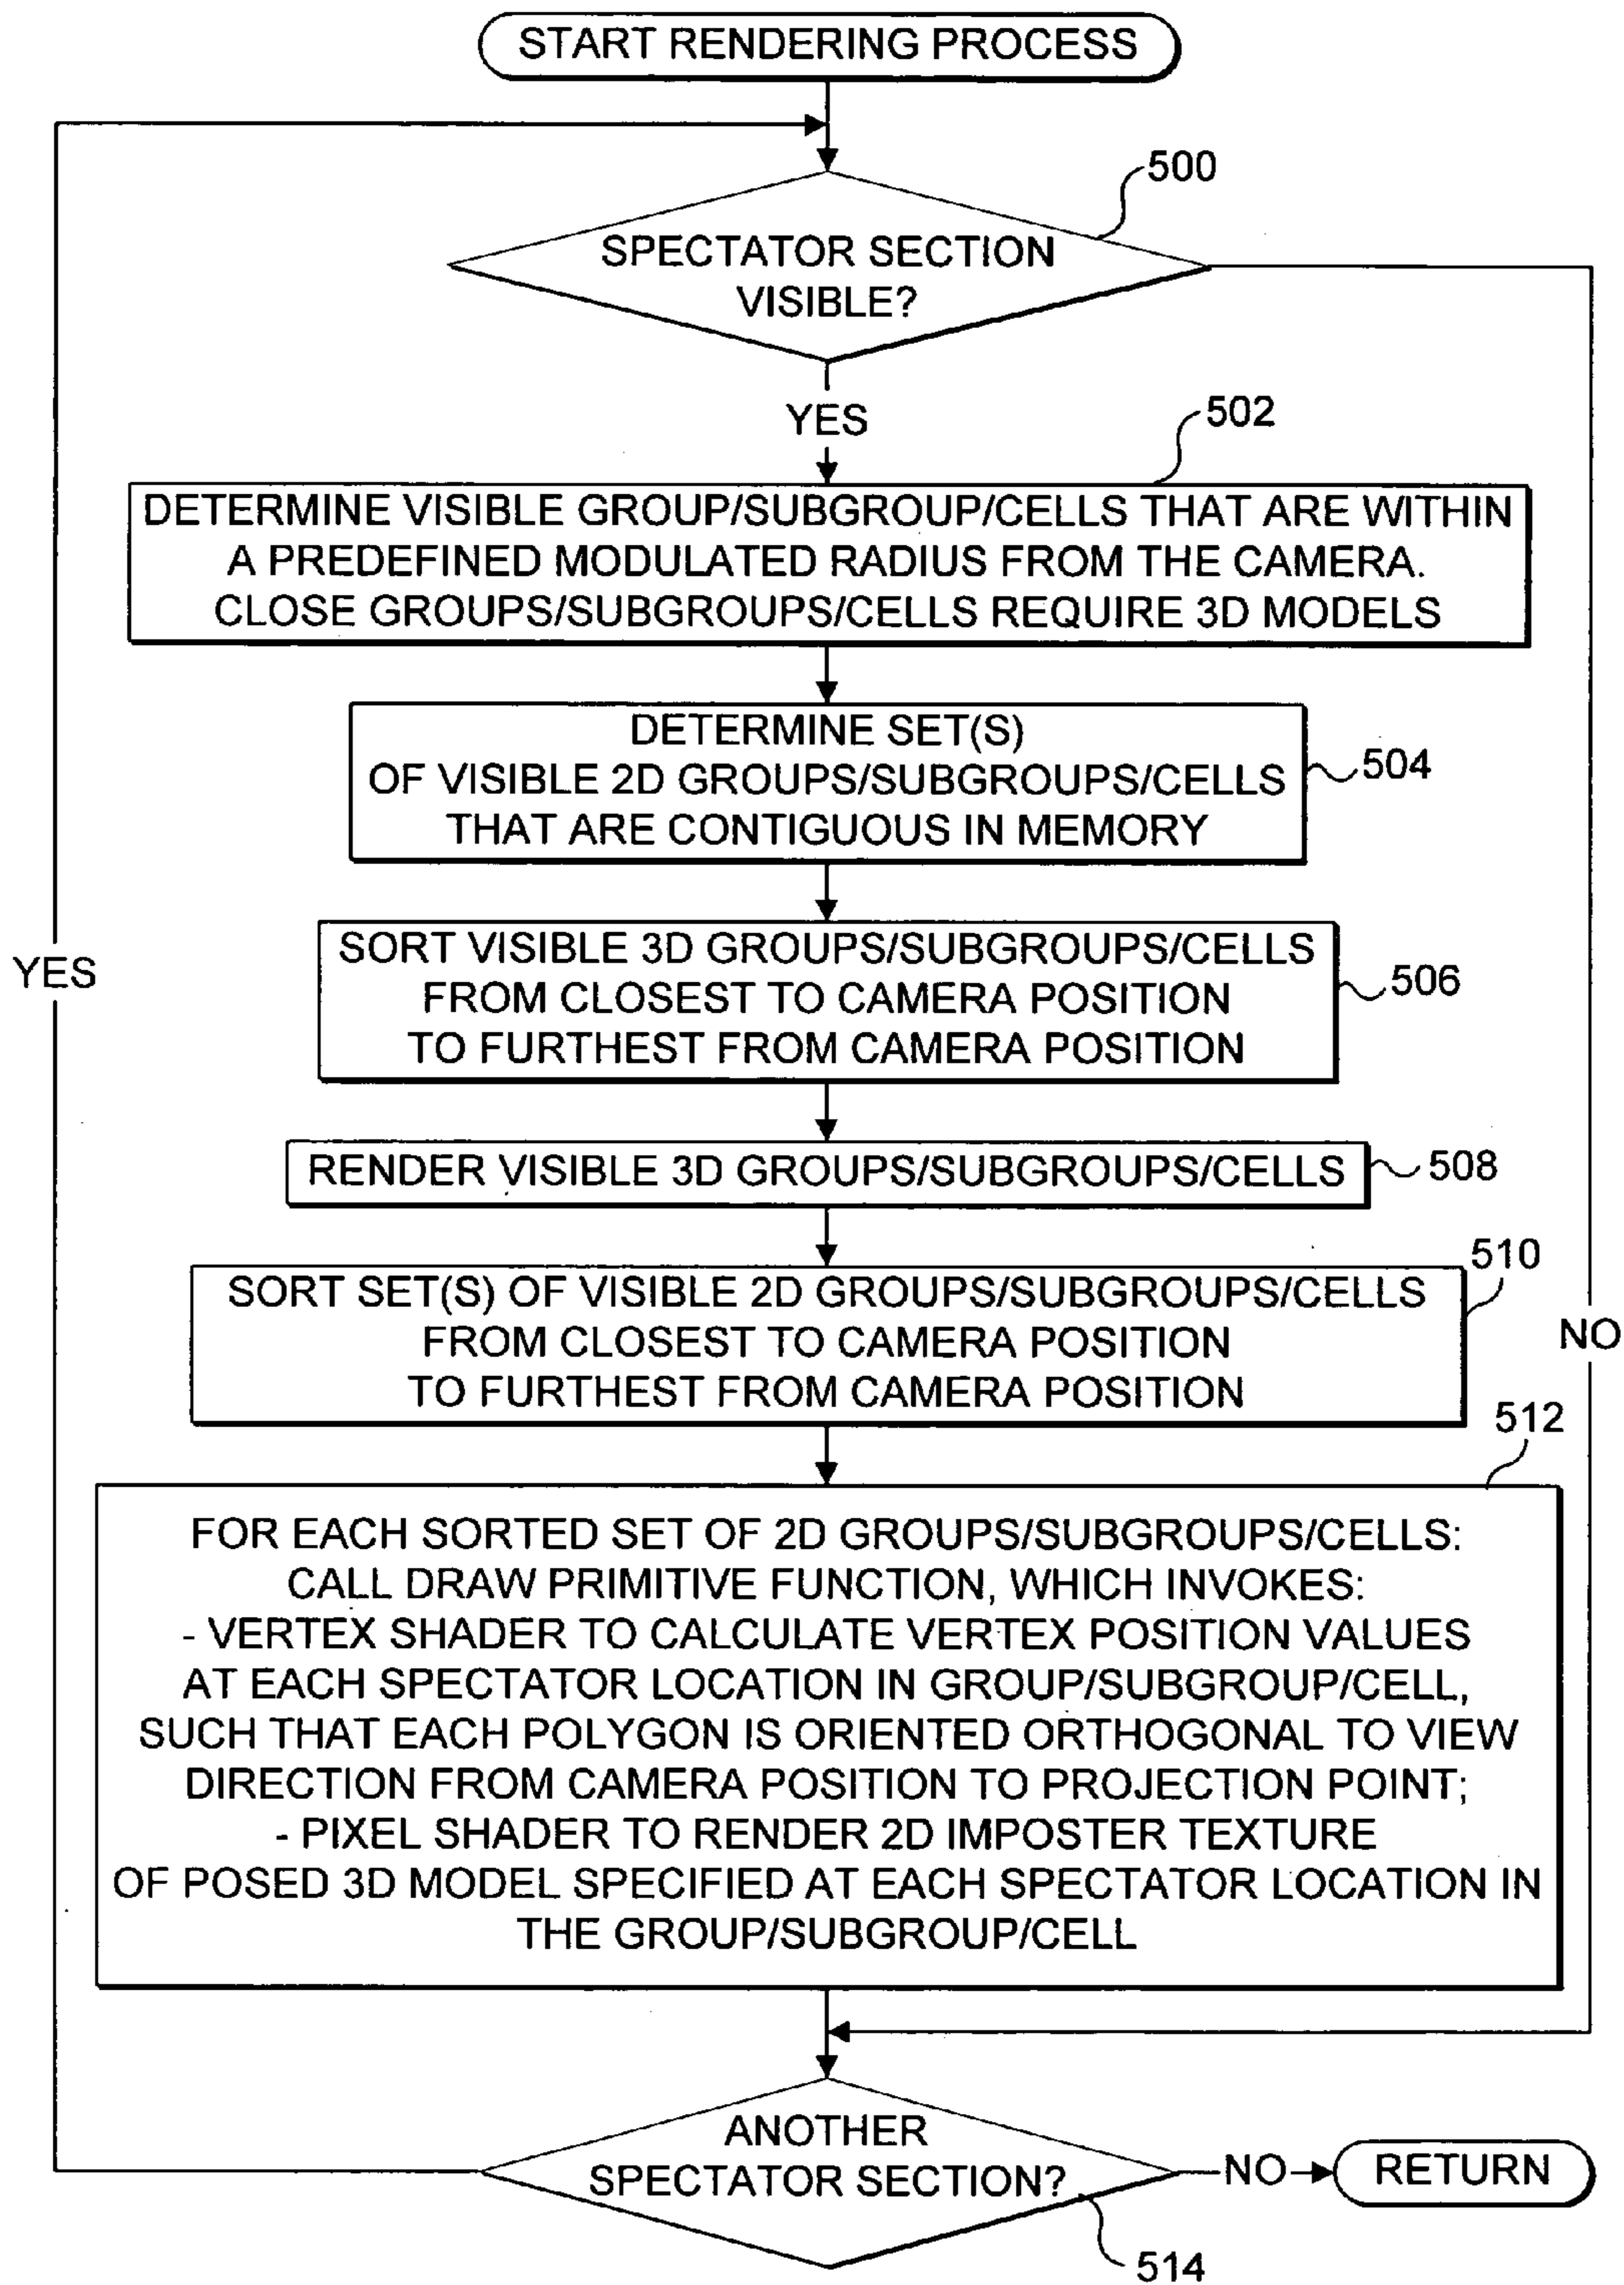 START RENDERING PROCESS
500
SPECTATOR SECTION
VISIBLE?
YES
502
DETERMINE VISIBLE GROUP/SUBGROUP/CELLS THAT ARE WITHIN
A PREDEFINED MODULATED RADIUS FROM THE CAMERA.
CLOSE GROUPS/SUBGROUPS/CELLS REQUIRE 3D MODELS
DETERMINE SET(S)
OF VISIBLE 2D GROUPS/SUBGROUPS/CELLS
THAT ARE CONTIGUOUS IN MEMORY
504
SORT VISIBLE 3D GROUPS/SUBGROUPS/CELLS
FROM CLOSEST TO CAMERA POSITION
TO FURTHEST FROM CAMERA POSITION
506
YES
RENDER VISIBLE 3D GROUPS/SUBGROUPS/CELLS
508
510
SORT SET(S) OF VISIBLE 2D GROUPS/SUBGROUPS/CELLS
FROM CLOSEST TO CAMERA POSITION
TO FURTHEST FROM CAMERA POSITION
NO
512
FOR EACH SORTED SET OF 2D GROUPS/SUBGROUPS/CELLS:
CALL DRAW PRIMITIVE FUNCTION, WHICH INVOKES:
- VERTEX SHADER TO CALCULATE VERTEX POSITION VALUES
AT EACH SPECTATOR LOCATION IN GROUP/SUBGROUP/CELL,
SUCH THAT EACH POLYGON IS ORIENTED ORTHOGONAL TO VIEW
DIRECTION FROM CAMERA POSITION TO PROJECTION POINT;
- PIXEL SHADER TO RENDER 2D IMPOSTER TEXTURE
OF POSED 3D MODEL SPECIFIED AT EACH SPECTATOR LOCATION IN
THE GROUP/SUBGROUP/CELL
ANOTHER
SPECTATOR SECTION?
NO
RETURN
514